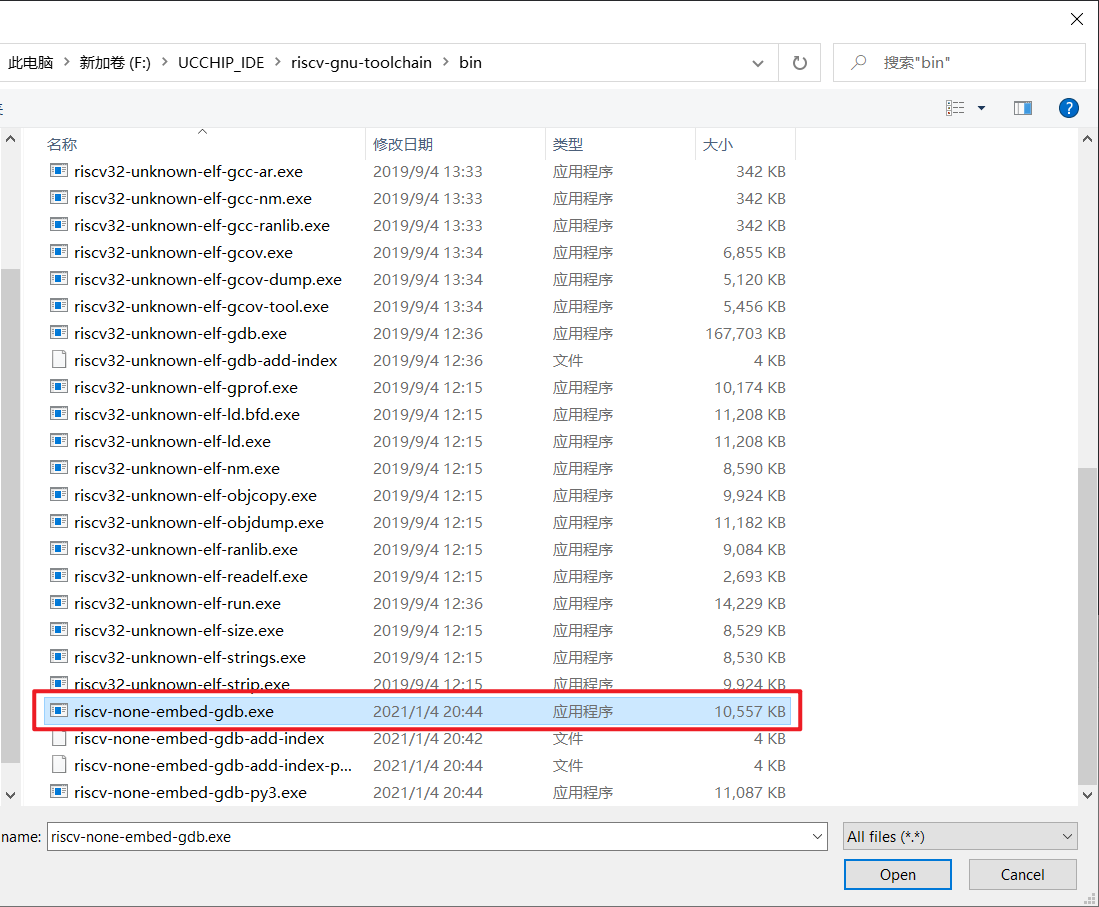 此电脑 > 新加卷 (F:) > UCCHIP_IDE > riscv-gnu-toolchain > bin 搜索"bin"
名称 修改日期 类型 大小
riscv32-unknown-elf-gcc-ar.exe 2019/9/4 13:33 应用程序 342 KB
riscv32-unknown-elf-gcc-nm.exe 2019/9/4 13:33 应用程序 342 KB
riscv32-unknown-elf-gcc-ranlib.exe 2019/9/4 13:33 应用程序 342 KB
riscv32-unknown-elf-gcov.exe 2019/9/4 13:34 应用程序 6,855 KB
riscv32-unknown-elf-gcov-dump.exe 2019/9/4 13:34 应用程序 5,120 KB
riscv32-unknown-elf-gcov-tool.exe 2019/9/4 13:34 应用程序 5,456 KB
riscv32-unknown-elf-gdb.exe 2019/9/4 12:36 应用程序 167,703 KB
riscv32-unknown-elf-gdb-add-index 2019/9/4 12:36 文件 4 KB
riscv32-unknown-elf-gprof.exe 2019/9/4 12:15 应用程序 10,174 KB
riscv32-unknown-elf-ld.bfd.exe 2019/9/4 12:15 应用程序 11,208 KB
riscv32-unknown-elf-ld.exe 2019/9/4 12:15 应用程序 11,208 KB
riscv32-unknown-elf-nm.exe 2019/9/4 12:15 应用程序 8,590 KB
riscv32-unknown-elf-objcopy.exe 2019/9/4 12:15 应用程序 9,924 KB
riscv32-unknown-elf-objdump.exe 2019/9/4 12:15 应用程序 11,182 KB
riscv32-unknown-elf-ranlib.exe 2019/9/4 12:15 应用程序 9,084 KB
riscv32-unknown-elf-readelf.exe 2019/9/4 12:15 应用程序 2,693 KB
riscv32-unknown-elf-run.exe 2019/9/4 12:36 应用程序 14,229 KB
riscv32-unknown-elf-size.exe 2019/9/4 12:15 应用程序 8,529 KB
riscv32-unknown-elf-strings.exe 2019/9/4 12:15 应用程序 8,530 KB
riscv32-unknown-elf-strip.exe 2019/9/4 12:15 应用程序 9,924 KB
riscv-none-embed-gdb.exe 2021/1/4 20:44 应用程序 10,557 KB
riscv-none-embed-gdb-add-index 2021/1/4 20:42 文件 4 KB
riscv-none-embed-gdb-add-index-p... 2021/1/4 20:44 文件 4 KB
riscv-none-embed-gdb-py3.exe 2021/1/4 20:44 应用程序 11,087 KB
name: riscv-none-embed-gdb.exe All files (*.*)
Open Cancel